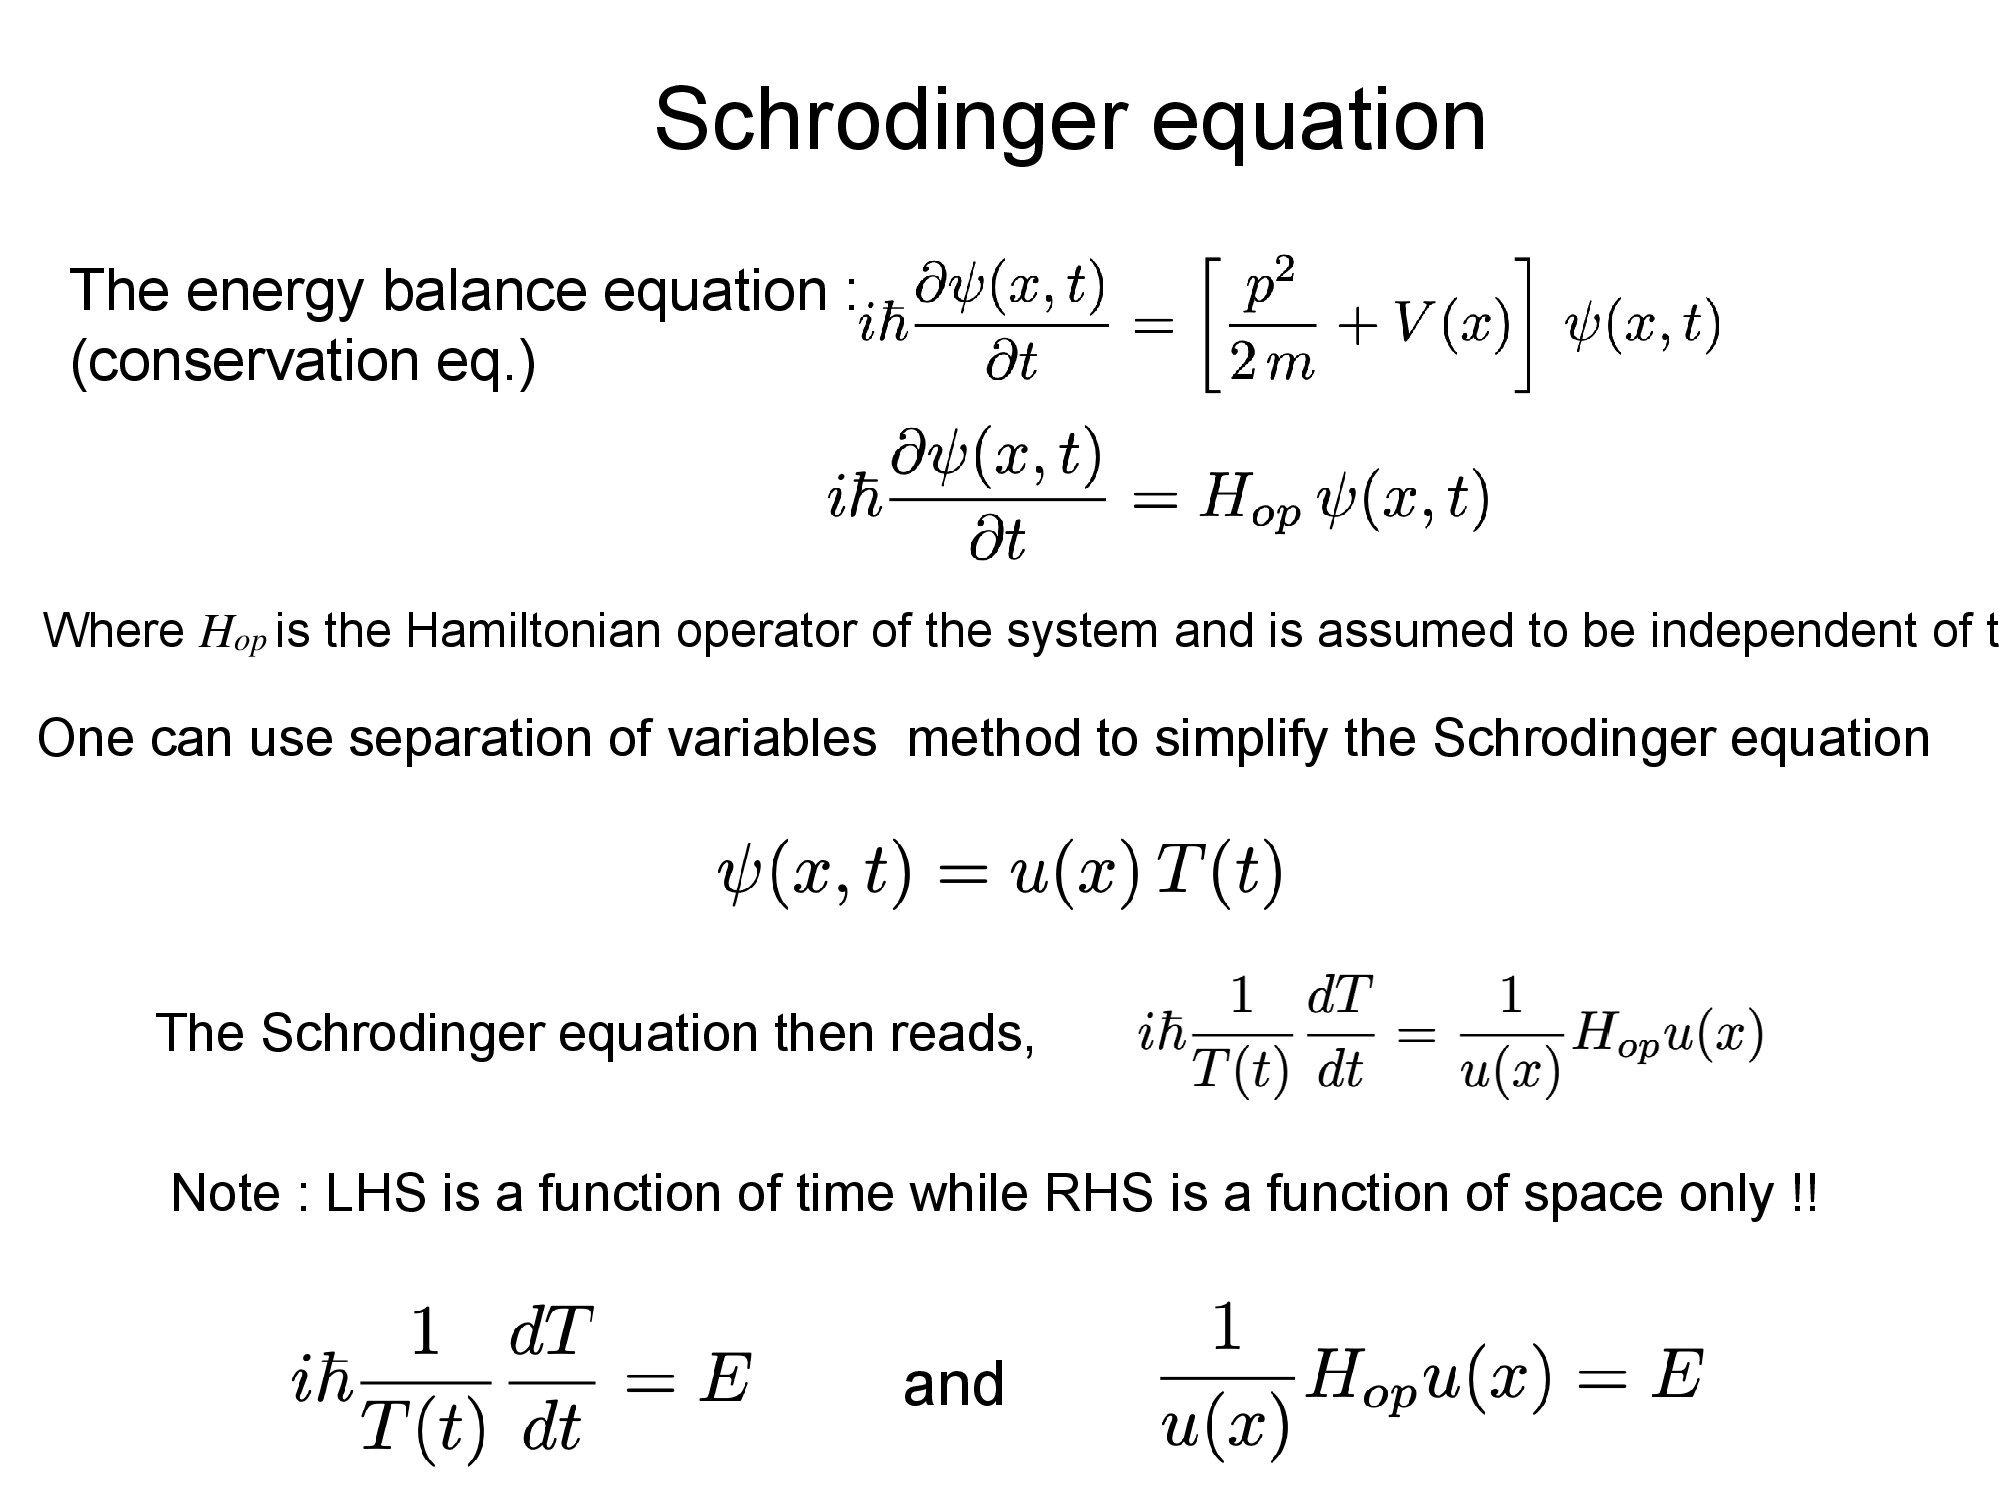 Schrodinger equation
The energy balance equation : $i\hbar \frac{\partial \psi(x,t)}{\partial t} = \left[ \frac{p^2}{2\,m} + V(x) \right] \psi(x,t)$
(conservation eq.)
$i\hbar \frac{\partial \psi(x,t)}{\partial t} = H_{op}\, \psi(x,t)$
Where $H_{op}$ is the Hamiltonian operator of the system and is assumed to be independent of t
One can use separation of variables method to simplify the Schrodinger equation
$\psi(x,t) = u(x)\, T(t)$
The Schrodinger equation then reads, $i\hbar \frac{1}{T(t)} \frac{dT}{dt} = \frac{1}{u(x)} H_{op} u(x)$
Note : LHS is a function of time while RHS is a function of space only !!
$i\hbar \frac{1}{T(t)} \frac{dT}{dt} = E$ and $\frac{1}{u(x)} H_{op} u(x) = E$